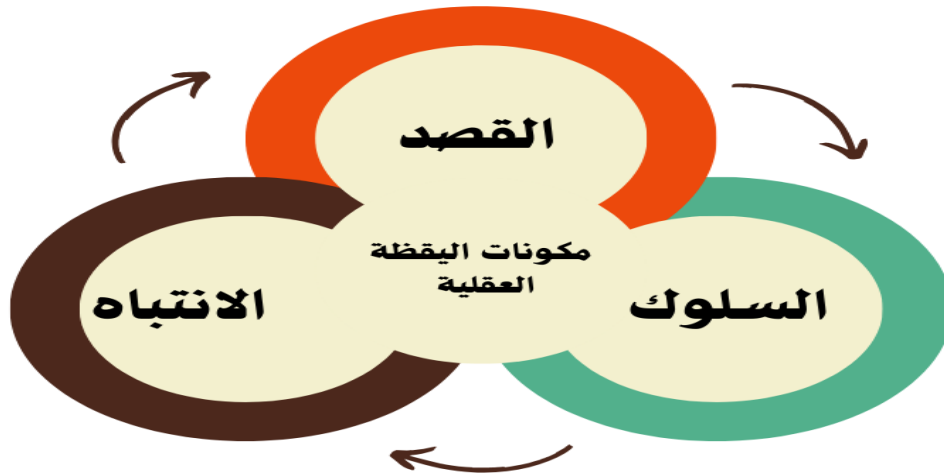 القصد
مكونات اليقظة
العقلية
السلوك
الانتباه